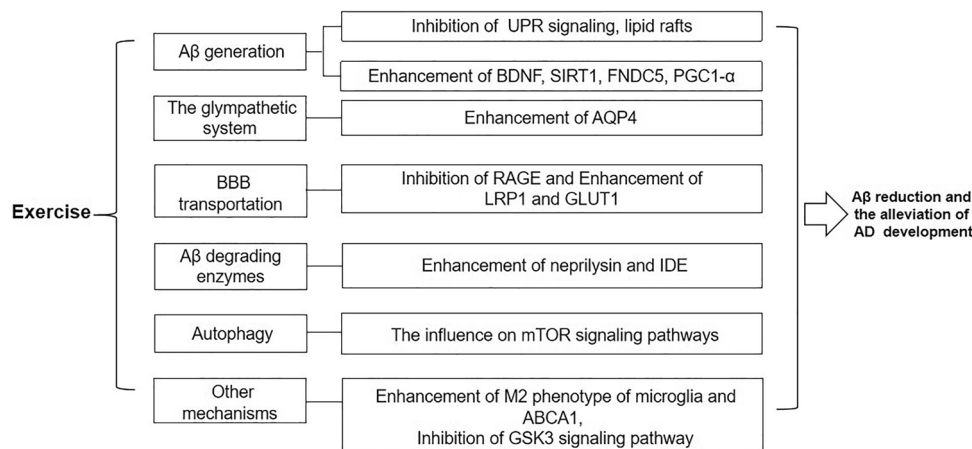 Exercise
Aβ generation
Inhibition of UPR signaling, lipid rafts
Enhancement of BDNF, SIRT1, FNDC5, PGC1-α
The glympathetic
system
Enhancement of AQP4
BBB
transportation
Inhibition of RAGE and Enhancement of
LRP1 and GLUT1
Aβ degrading
enzymes
Enhancement of neprilysin and IDE
Autophagy
The influence on mTOR signaling pathways
Other
mechanisms
Enhancement of M2 phenotype of microglia and
ABCA1,
Inhibition of GSK3 signaling pathway
Aβ reduction and
the alleviation of
AD development